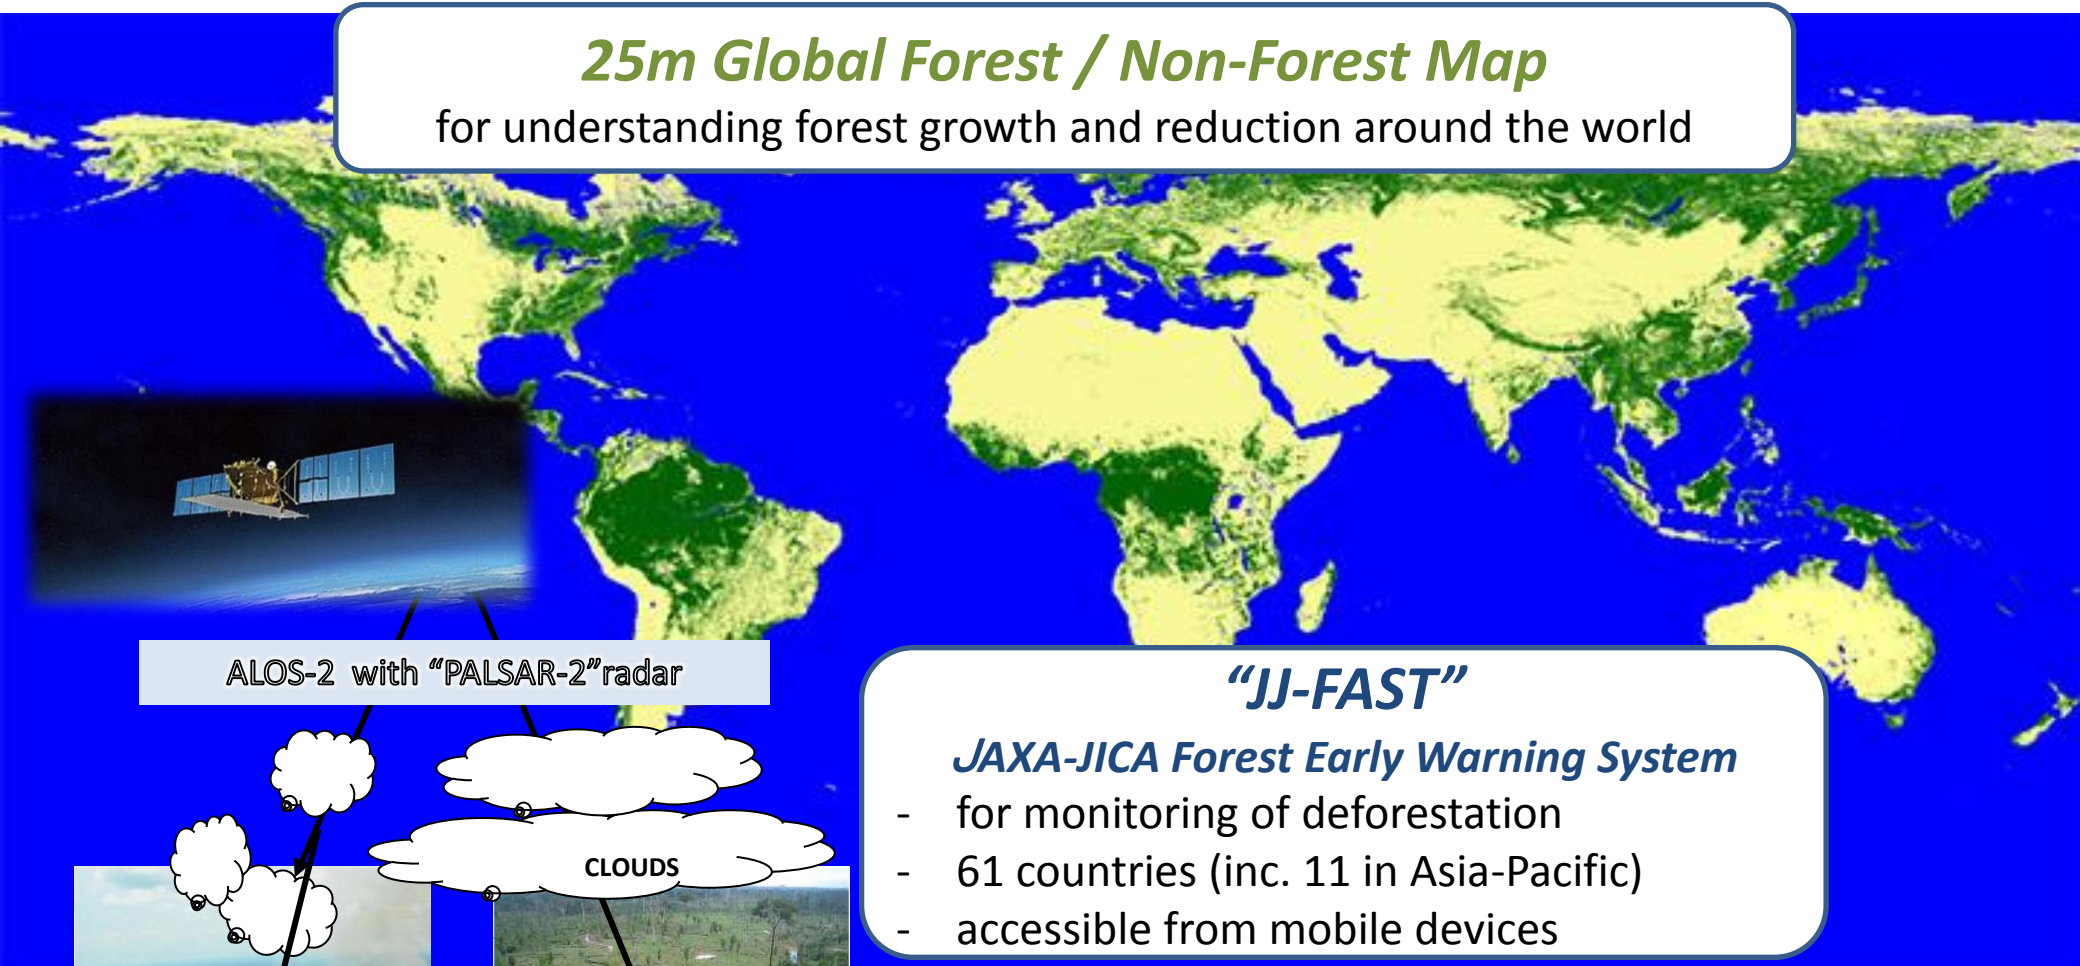 25m Global Forest / Non-Forest Map
for understanding forest growth and reduction around the world
ALOS-2 with “PALSAR-2”radar
CLOUDS
“JJ-FAST”
JAXA-JICA Forest Early Warning System
- for monitoring of deforestation
- 61 countries (inc. 11 in Asia-Pacific)
- accessible from mobile devices